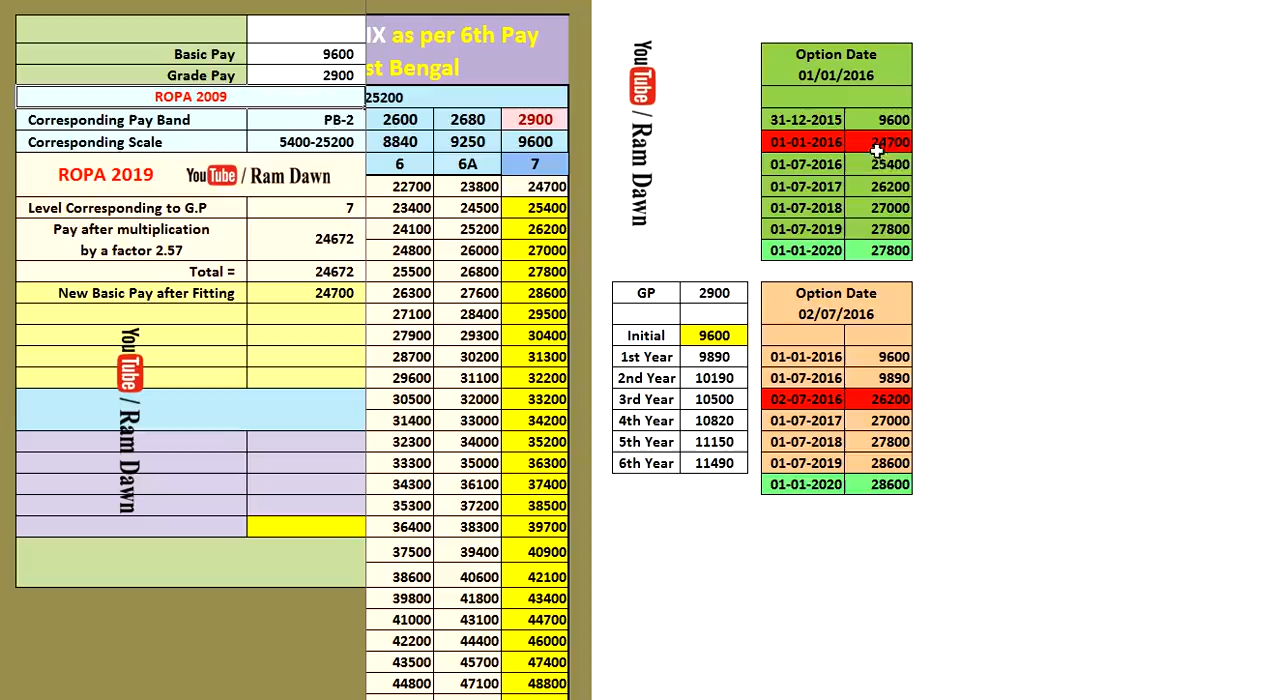 Basic Pay 9600
Grade Pay 2900
ROPA 2009
Corresponding Pay Band PB-2
Corresponding Scale 5400-25200
ROPA 2019 YouTube / Ram Dawn
Level Corresponding to G.P 7
Pay after multiplication
by a factor 2.57 24672
Total = 24672
New Basic Pay after Fitting 24700
YouTube / Ram Dawn
IX as per 6th Pay
st Bengal
25200
2600 2680 2900
8840 9250 9600
6 6A 7
22700 23800 24700
23400 24500 25400
24100 25200 26200
24800 26000 27000
25500 26800 27800
26300 27600 28600
27100 28400 29500
27900 29300 30400
28700 30200 31300
29600 31100 32200
30500 32000 33200
31400 33000 34200
32300 34000 35200
33300 35000 36300
34300 36100 37400
35300 37200 38500
36400 38300 39700
37500 39400 40900
38600 40600 42100
39800 41800 43400
41000 43100 44700
42200 44400 46000
43500 45700 47400
44800 47100 48800
YouTube / Ram Dawn
Option Date
01/01/2016
31-12-2015 9600
01-01-2016 24700
01-07-2016 25400
01-07-2017 26200
01-07-2018 27000
01-07-2019 27800
01-01-2020 27800
GP 2900
Initial 9600
1st Year 9890
2nd Year 10190
3rd Year 10500
4th Year 10820
5th Year 11150
6th Year 11490
Option Date
02/07/2016
01-01-2016 9600
01-07-2016 9890
02-07-2016 26200
01-07-2017 27000
01-07-2018 27800
01-07-2019 28600
01-01-2020 28600